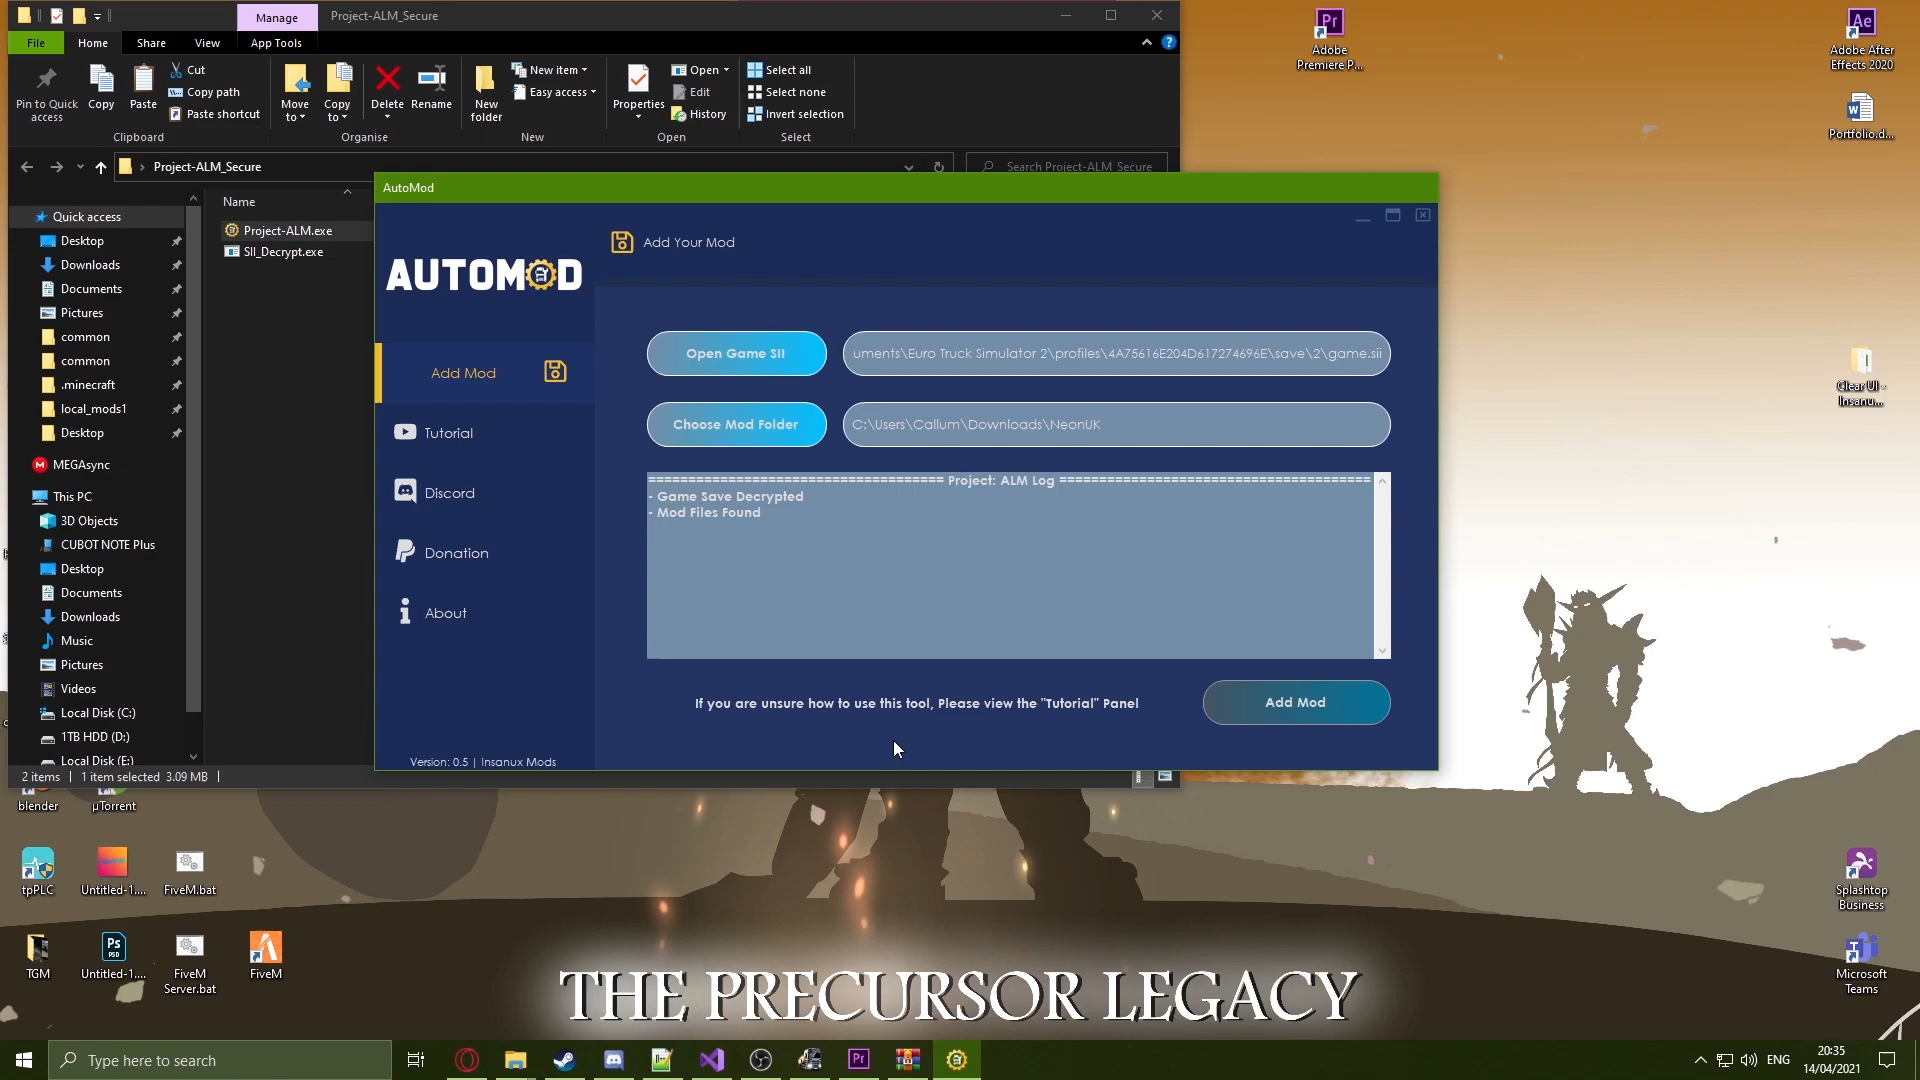 Manage
Project-ALM_Secure
File
Home
Share
View
App Tools
Pin to Quick access
Copy
Paste
Cut
Copy path
Paste shortcut
Clipboard
Move to
Copy to
Delete
Rename
Organise
New folder
New item
Easy access
New
Properties
Open
Edit
History
Open
Select all
Select none
Invert selection
Select
Project-ALM_Secure
Search Project-ALM_Secure
Name
Project-ALM.exe
SII_Decrypt.exe
Quick access
Desktop
Downloads
Documents
Pictures
common
common
.minecraft
local_mods1
Desktop
MEGAsync
This PC
3D Objects
CUBOT NOTE Plus
Desktop
Documents
Downloads
Music
Pictures
Videos
Local Disk (C:)
1TB HDD (D:)
Local Disk (E:)
2 items
1 item selected 3.09 MB
AutoMod
AUTOMOD
Add Your Mod
Add Mod
Tutorial
Discord
Donation
About
Version: 0.5 | Insanux Mods
Open Game SII
uments\Euro Truck Simulator 2\profiles\4A75616E204D617274696E\save\2\game.sii
Choose Mod Folder
C:\Users\Callum\Downloads\NeonUK
==================================== Project: ALM Log ======================================
- Game Save Decrypted
- Mod Files Found
If you are unsure how to use this tool, Please view the "Tutorial" Panel
Add Mod
Adobe
Premiere P...
Adobe After
Effects 2020
Portfolio.d...
Clear UI -
Insanu...
Splashtop
Business
Microsoft
Teams
blender
µTorrent
tpPLC
Untitled-1....
FiveM.bat
TGM
Untitled-1....
FiveM
Server.bat
FiveM
THE PRECURSOR LEGACY
Type here to search
ENG
20:35
14/04/2021